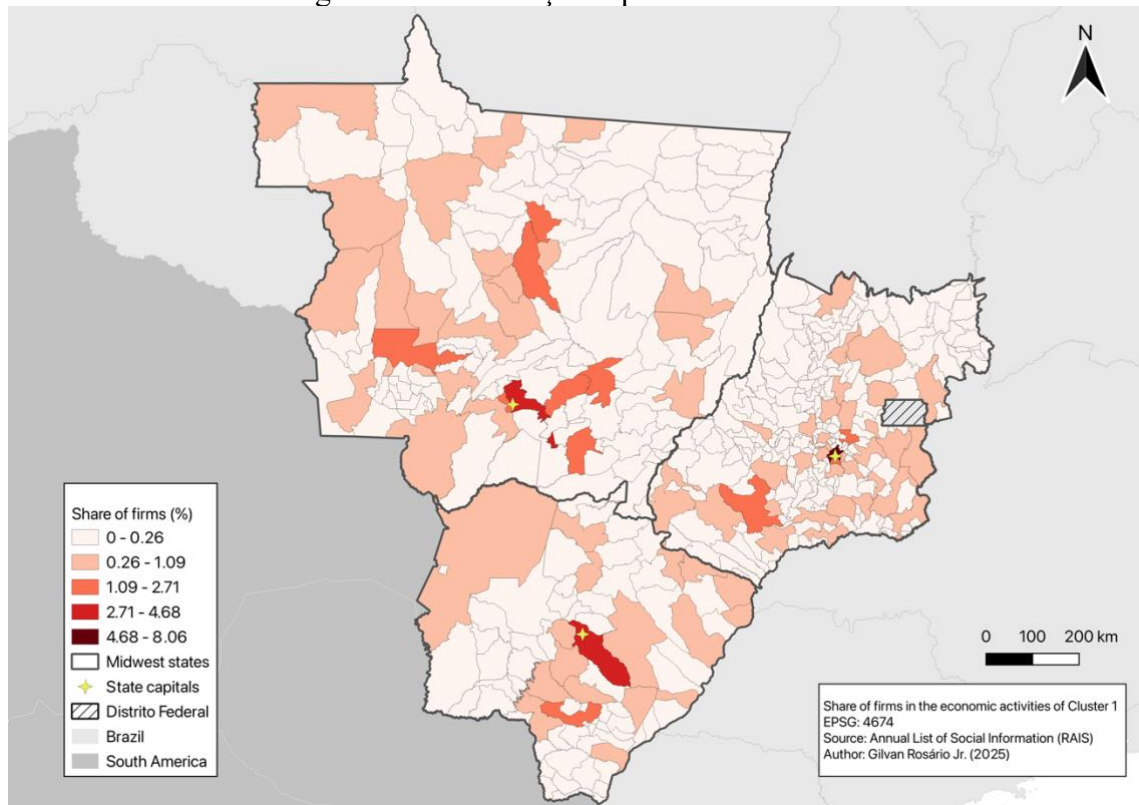 N
Share of firms (%)
0 - 0.26
0.26 - 1.09
1.09 - 2.71
2.71 - 4.68
4.68 - 8.06
Midwest states
State capitals
Distrito Federal
Brazil
South America
0 100 200 km
Share of firms in the economic activities of Cluster 1
EPSG: 4674
Source: Annual List of Social Information (RAIS)
Author: Gilvan Rosário Jr. (2025)